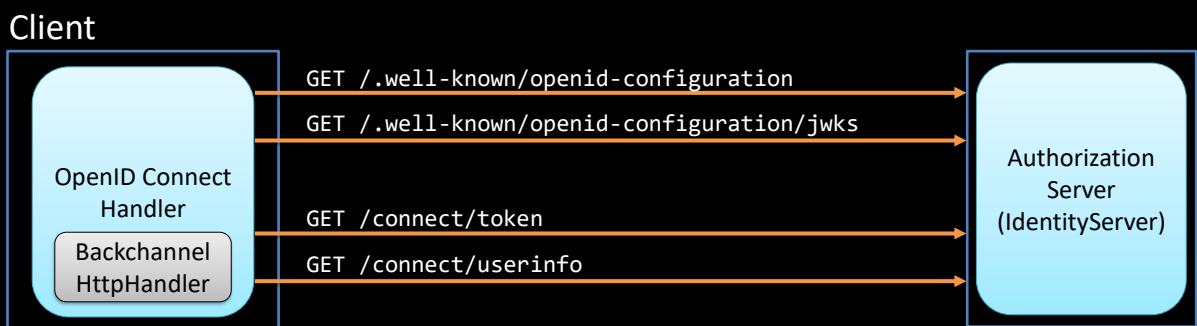 Client
GET /.well-known/openid-configuration
GET /.well-known/openid-configuration/jwks
OpenID Connect
Handler
Backchannel
HttpHandler
GET /connect/token
GET /connect/userinfo
Authorization
Server
(IdentityServer)